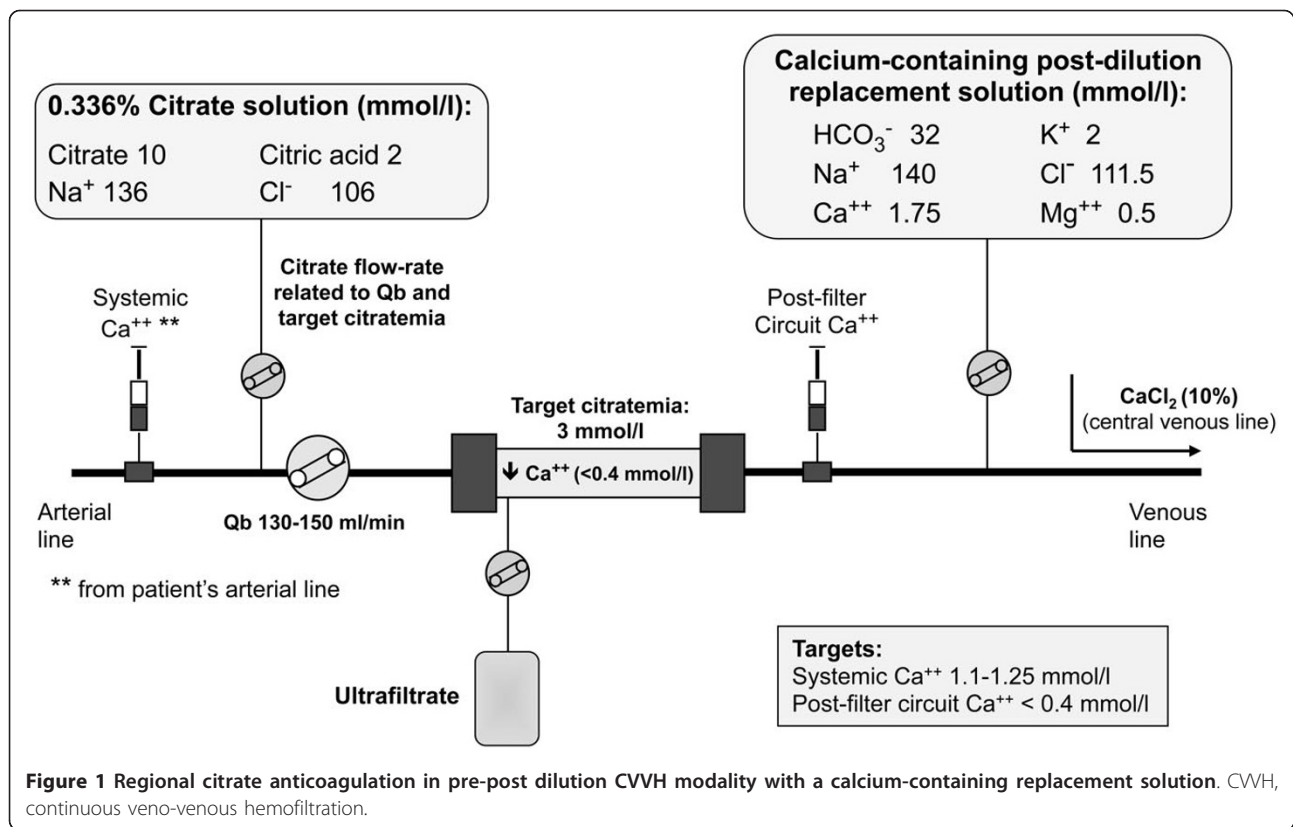 0.336% Citrate solution (mmol/l):
Citrate 10 Citric acid 2
Na⁺ 136 Cl⁻ 106
Calcium-containing post-dilution
replacement solution (mmol/l):
HCO₃⁻ 32 K⁺ 2
Na⁺ 140 Cl⁻ 111.5
Ca⁺⁺ 1.75 Mg⁺⁺ 0.5
Systemic
Ca⁺⁺ **
Citrate flow-rate
related to Qb and
target citratemia
Post-filter
Circuit Ca⁺⁺
Target citratemia:
3 mmol/l
↓ Ca⁺⁺ (<0.4 mmol/l)
CaCl₂ (10%)
(central venous line)
Arterial
line
Qb 130-150 ml/min
Venous
line
** from patient's arterial line
Ultrafiltrate
Targets:
Systemic Ca⁺⁺ 1.1-1.25 mmol/l
Post-filter circuit Ca⁺⁺ < 0.4 mmol/l
Figure 1 Regional citrate anticoagulation in pre-post dilution CVVH modality with a calcium-containing replacement solution. CVVH,
continuous veno-venous hemofiltration.